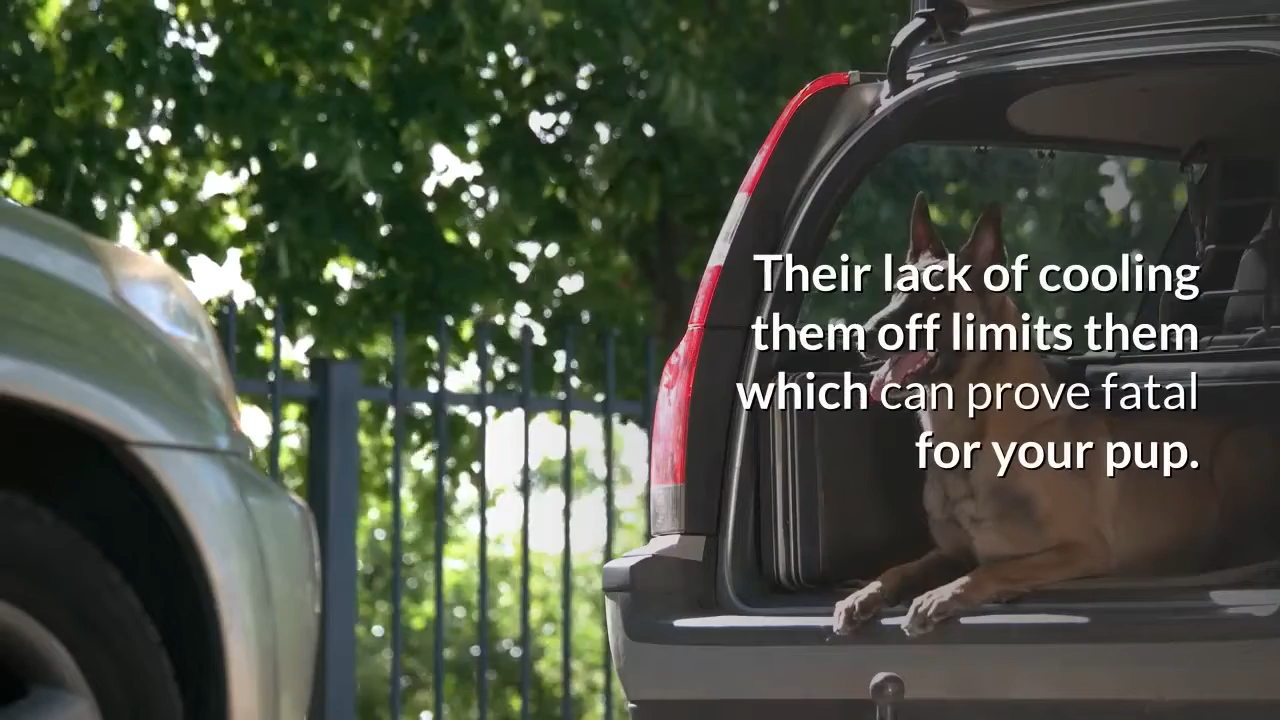 Their lack of cooling
them off limits them
which can prove fatal
for your pup.